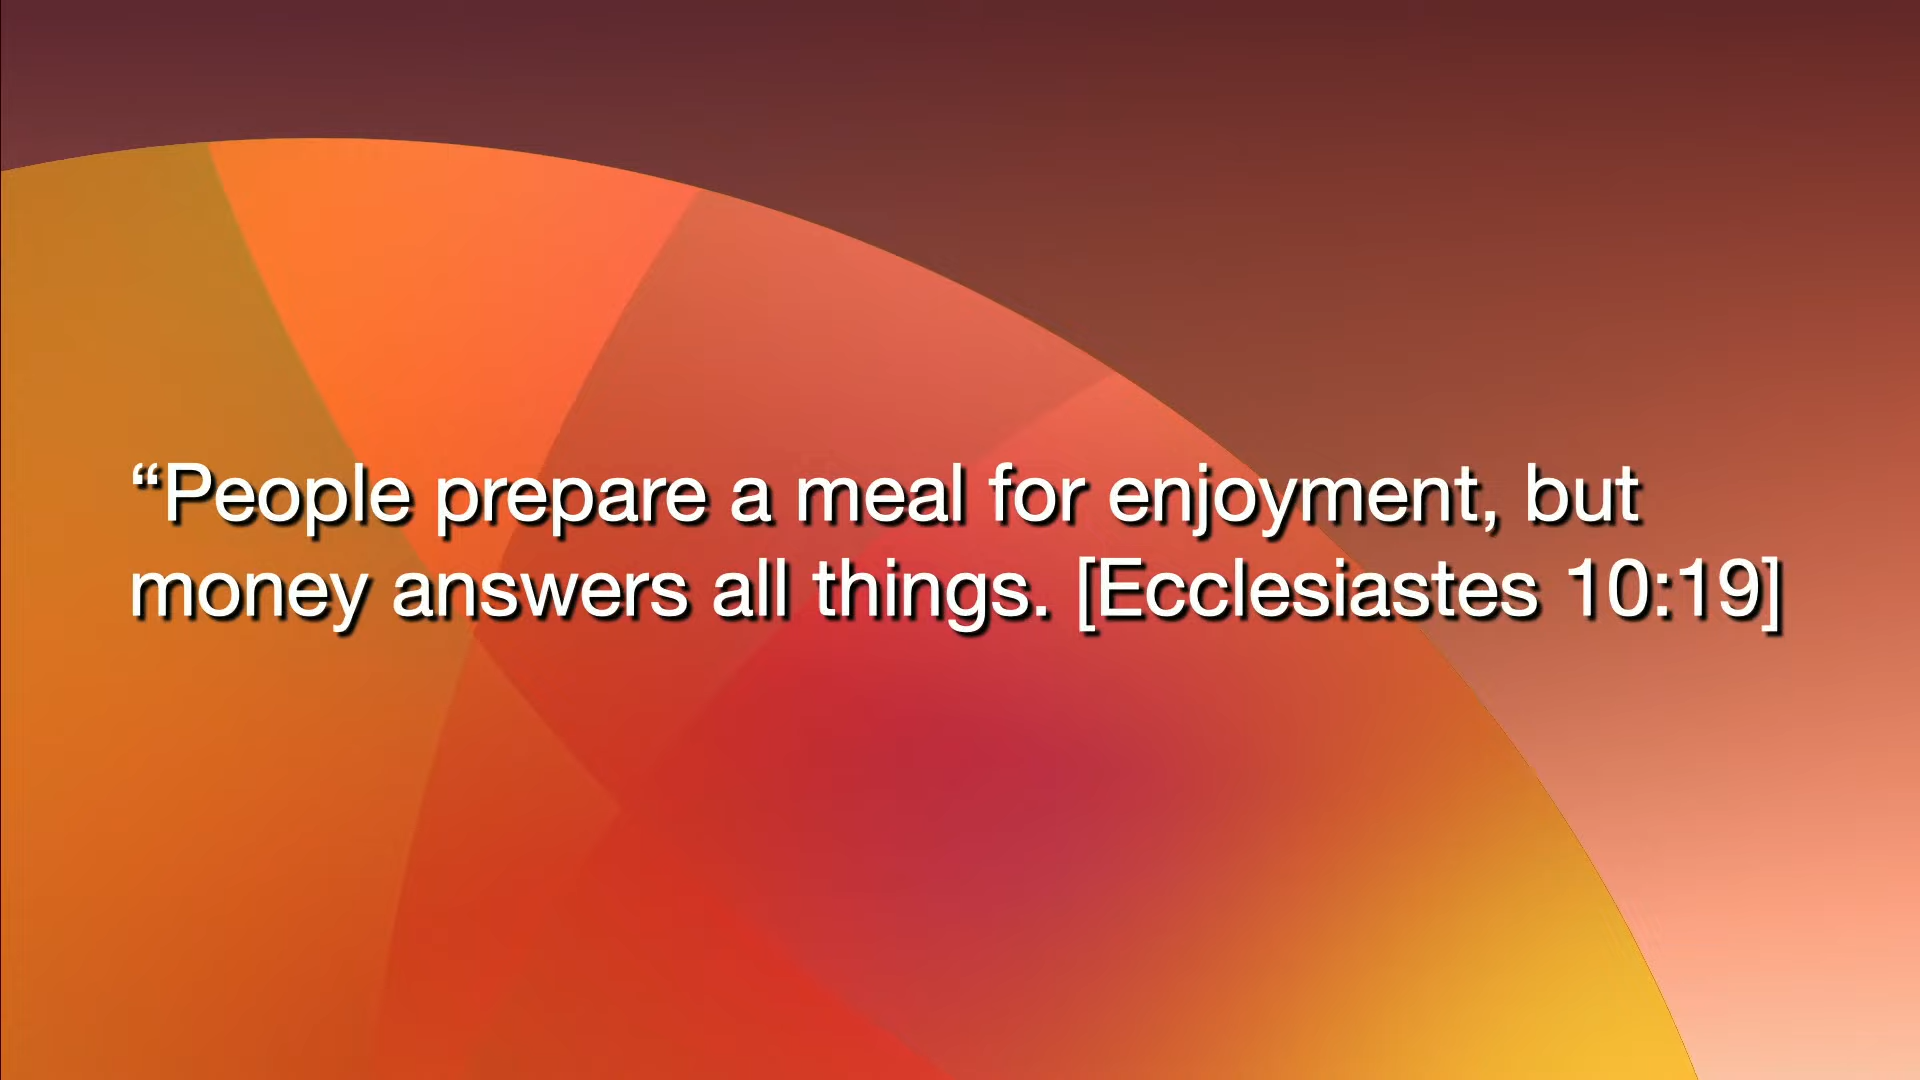 “People prepare a meal for enjoyment, but
money answers all things. [Ecclesiastes 10:19]